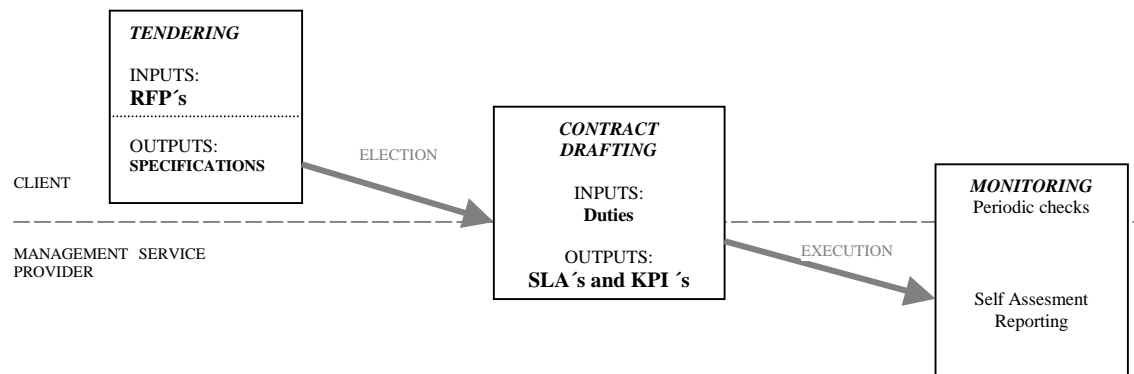 TENDERING
INPUTS:
RFP´s
OUTPUTS:
SPECIFICATIONS
ELECTION
CLIENT
MANAGEMENT SERVICE
PROVIDER
CONTRACT
DRAFTING
INPUTS:
Duties
OUTPUTS:
SLA´s and KPI ´s
EXECUTION
MONITORING
Periodic checks
Self Assesment
Reporting